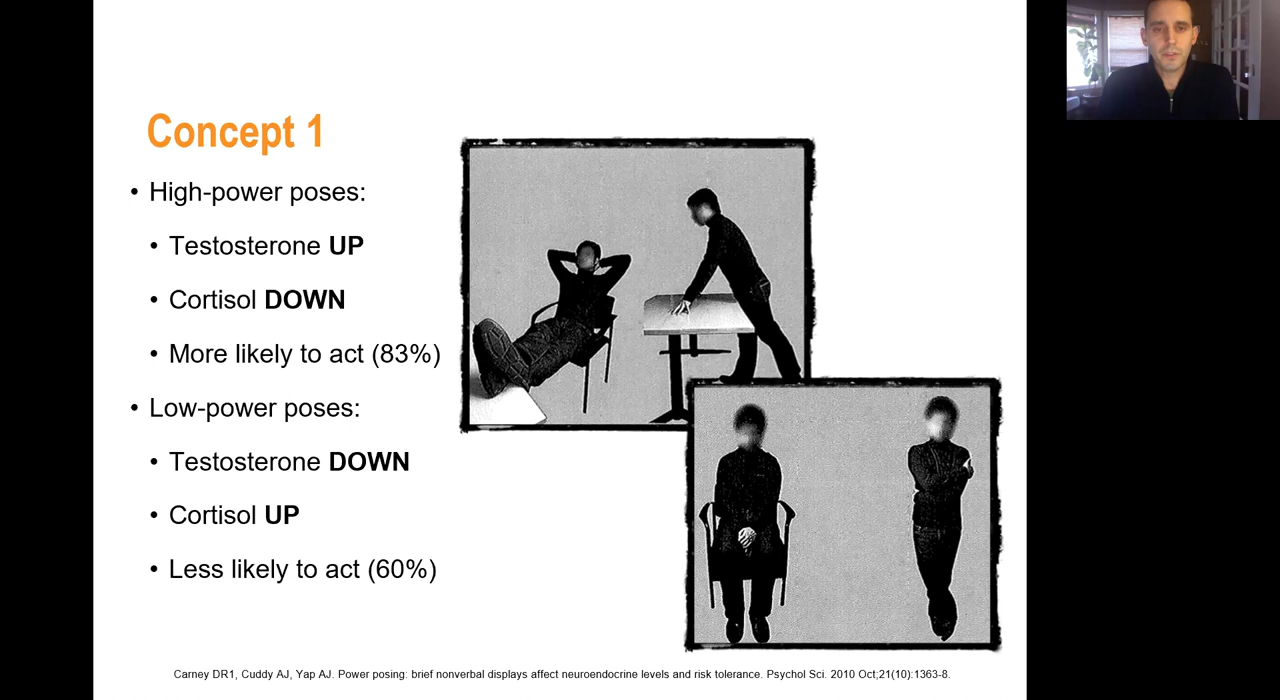 Concept 1
• High-power poses:
• Testosterone UP
• Cortisol DOWN
• More likely to act (83%)
• Low-power poses:
• Testosterone DOWN
• Cortisol UP
• Less likely to act (60%)
Carney DR1, Cuddy AJ, Yap AJ. Power posing: brief nonverbal displays affect neuroendocrine levels and risk tolerance. Psychol Sci. 2010 Oct;21(10):1363-8.